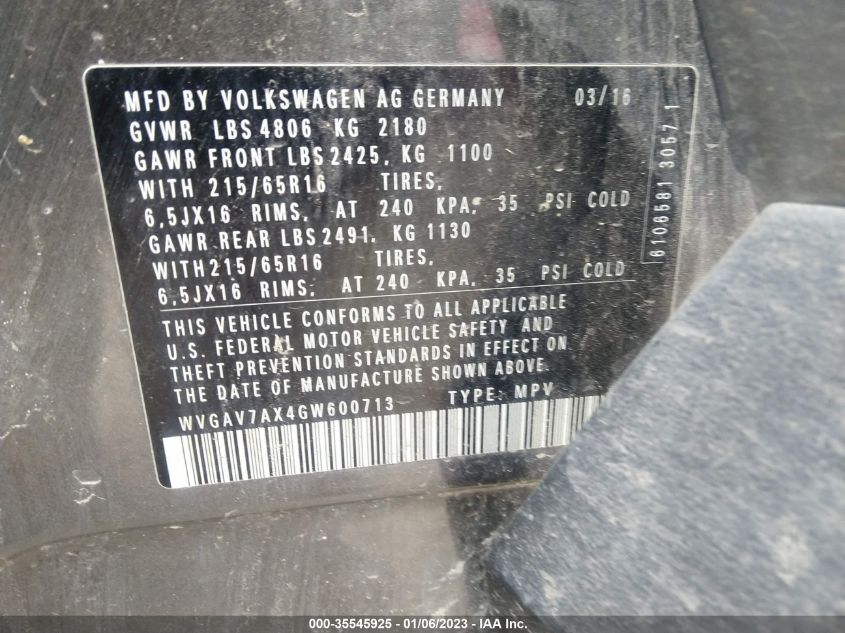 MFD BY VOLKSWAGEN AG GERMANY 03/16
GVWR LBS 4806 KG 2180
GAWR FRONT LBS 2425, KG 1100
WITH 215/65R16 TIRES,
6,5JX16 RIMS, AT 240 KPA, 35 PSI COLD
GAWR REAR LBS 2491, KG 1130
WITH 215/65R16 TIRES,
6,5JX16 RIMS, AT 240 KPA, 35 PSI COLD
THIS VEHICLE CONFORMS TO ALL APPLICABLE
U.S. FEDERAL MOTOR VEHICLE SAFETY AND
THEFT PREVENTION STANDARDS IN EFFECT ON
THE DATE OF MANUFACTURE SHOWN ABOVE.
WVGAV7AX4GW600713 TYPE: MPV
6106581 3057 1
000-35545925 - 01/06/2023 - IAA Inc.